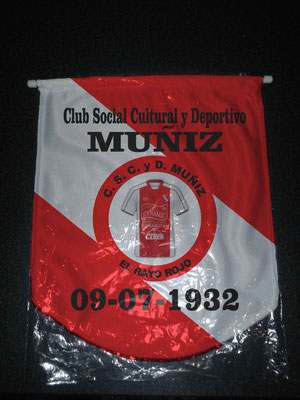 Club Social Cultural y Deportivo
MUÑIZ
C. S. C. y D. MUÑIZ
EL RAYO ROJO
09-07-1932